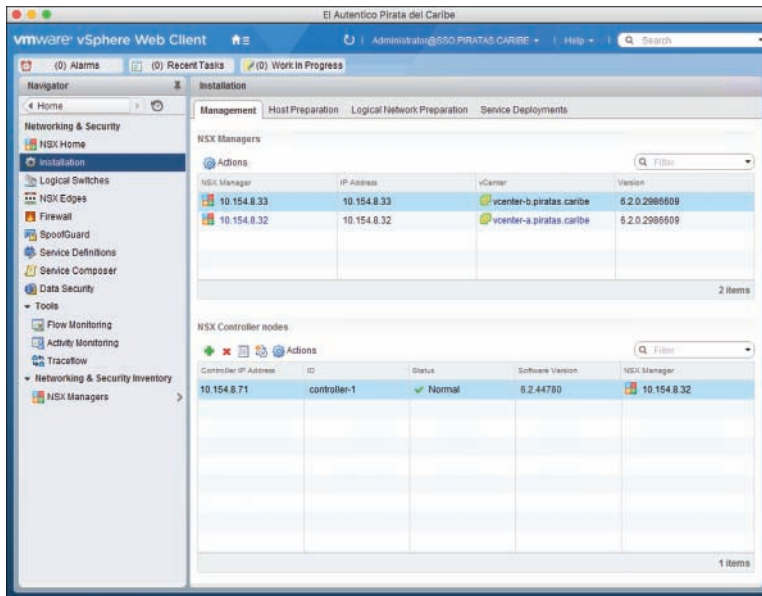 El Autentico Pirata del Caribe
vmware vSphere Web Client
Administrator@SSO.PIRATAS.CARIBE
Help
Search
(0) Alarms
(0) Recent Tasks
(0) Work In Progress
Navigator
Home
Networking & Security
NSX Home
Installation
Logical Switches
NSX Edges
Firewall
SpoofGuard
Service Definitions
Service Composer
Data Security
Tools
Flow Monitoring
Activity Monitoring
Traceflow
Networking & Security Inventory
NSX Managers
Installation
Management Host Preparation Logical Network Preparation Service Deployments
NSX Managers
Actions
Filter
NSX Manager IP Address vCenter Version
10.154.8.33 10.154.8.33 vcenter-b.piratas.caribe 6.2.0.2986609
10.154.8.32 10.154.8.32 vcenter-a.piratas.caribe 6.2.0.2986609
2 items
NSX Controller nodes
Actions
Filter
Controller IP Address ID Status Software Version NSX Manager
10.154.8.71 controller-1 Normal 6.2.44780 10.154.8.32
1 items